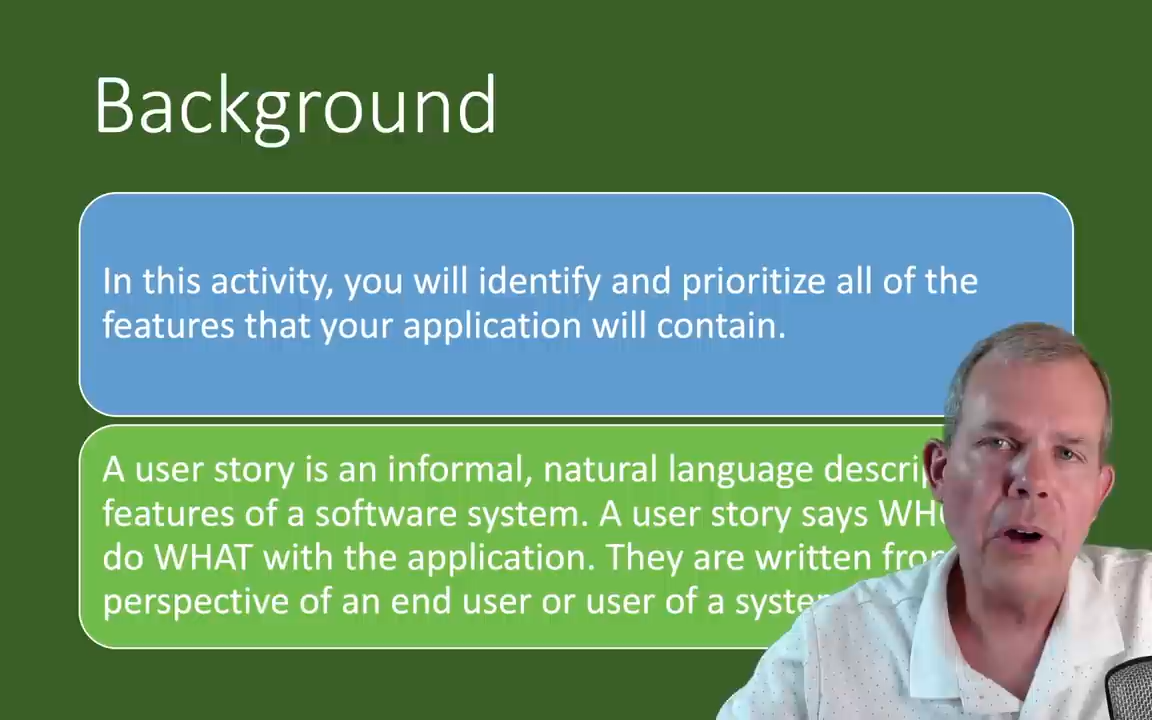 Background
In this activity, you will identify and prioritize all of the
features that your application will contain.
A user story is an informal, natural language
features of a software system. A user story says
do WHAT with the application. They are written
perspective of an end user or user of a